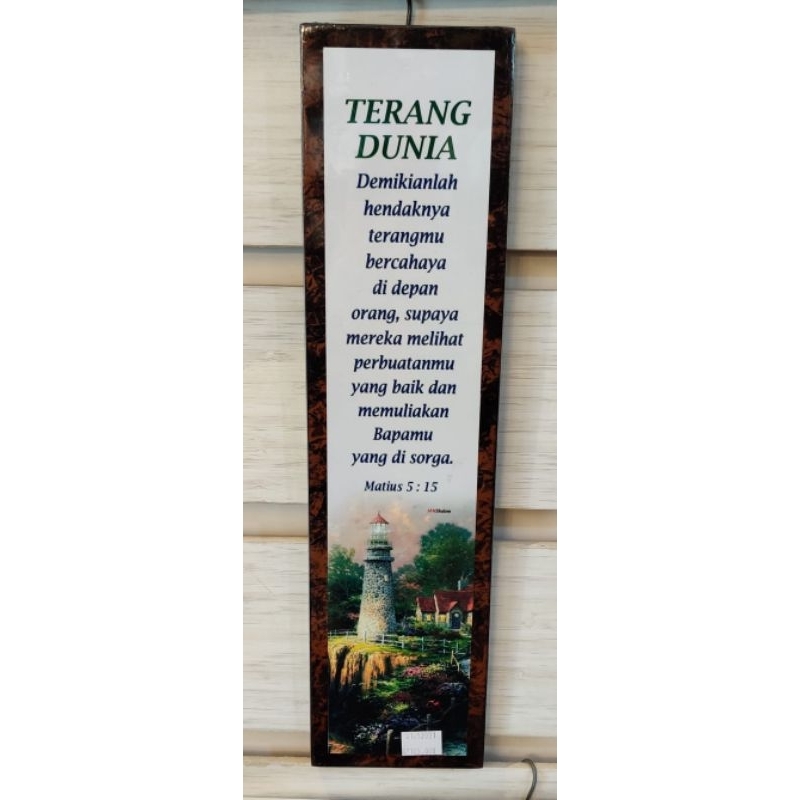 TERANG
DUNIA
Demikianlah
hendaknya
terangmu
bercahaya
di depan
orang, supaya
mereka melihat
perbuatanmu
yang baik dan
memuliakan
Bapamu
yang di sorga.
Matius 5 : 15